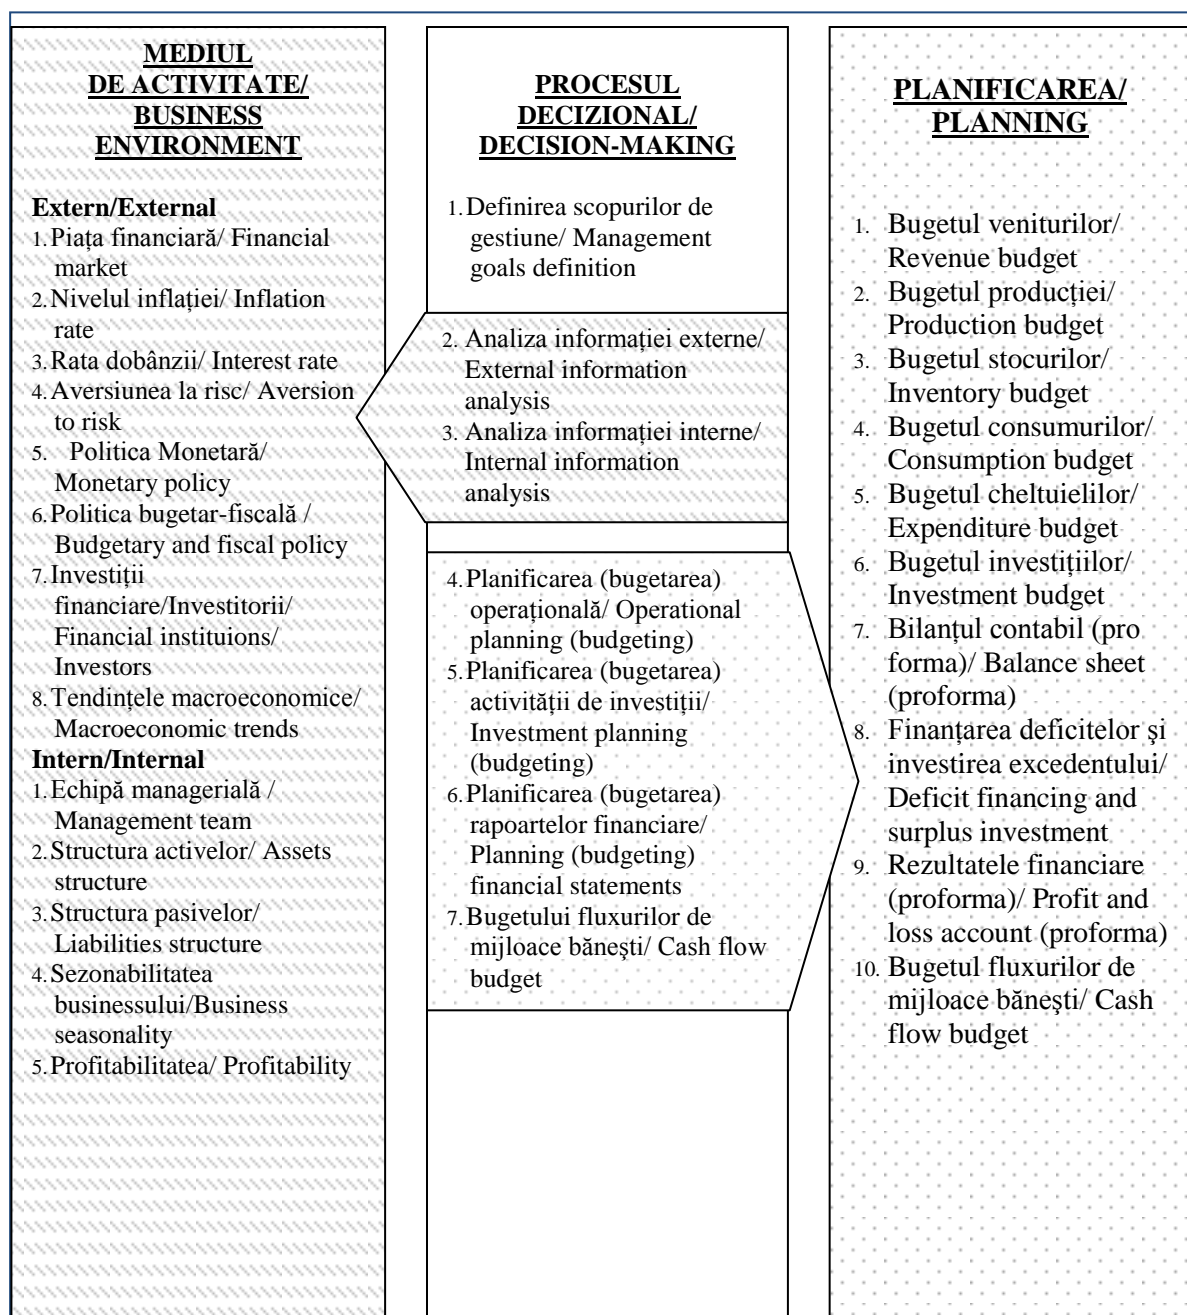 MEDIUL
DE ACTIVITATE/
BUSINESS
ENVIRONMENT
Extern/External
1. Piața financiară/ Financial
market
2. Nivelul inflației/ Inflation
rate
3. Rata dobânzii/ Interest rate
4. Aversiunea la risc/ Aversion
to risk
5. Politica Monetară/
Monetary policy
6. Politica bugetar-fiscală /
Budgetary and fiscal policy
7. Investiții
financiare/Investitorii/
Financial instituions/
Investors
8. Tendințele macroeconomice/
Macroeconomic trends
Intern/Internal
1. Echipă managerială /
Management team
2. Structura activelor/ Assets
structure
3. Structura pasivelor/
Liabilities structure
4. Sezonabilitatea
businessului/Business
seasonality
5. Profitabilitatea/ Profitability
PROCESUL
DECIZIONAL/
DECISION-MAKING
1. Definirea scopurilor de
gestiune/ Management
goals definition
2. Analiza informației externe/
External information
analysis
3. Analiza informației interne/
Internal information
analysis
4. Planificarea (bugetarea)
operațională/ Operational
planning (budgeting)
5. Planificarea (bugetarea)
activității de investiții/
Investment planning
(budgeting)
6. Planificarea (bugetarea)
rapoartelor financiare/
Planning (budgeting)
financial statements
7. Bugetului fluxurilor de
mijloace băneşti/ Cash flow
budget
PLANIFICAREA/
PLANNING
1. Bugetul veniturilor/
Revenue budget
2. Bugetul producției/
Production budget
3. Bugetul stocurilor/
Inventory budget
4. Bugetul consumurilor/
Consumption budget
5. Bugetul cheltuielilor/
Expenditure budget
6. Bugetul investițiilor/
Investment budget
7. Bilanțul contabil (pro
forma)/ Balance sheet
(proforma)
8. Finanțarea deficitelor şi
investirea excedentului/
Deficit financing and
surplus investment
9. Rezultatele financiare
(proforma)/ Profit and
loss account (proforma)
10. Bugetul fluxurilor de
mijloace băneşti/ Cash
flow budget